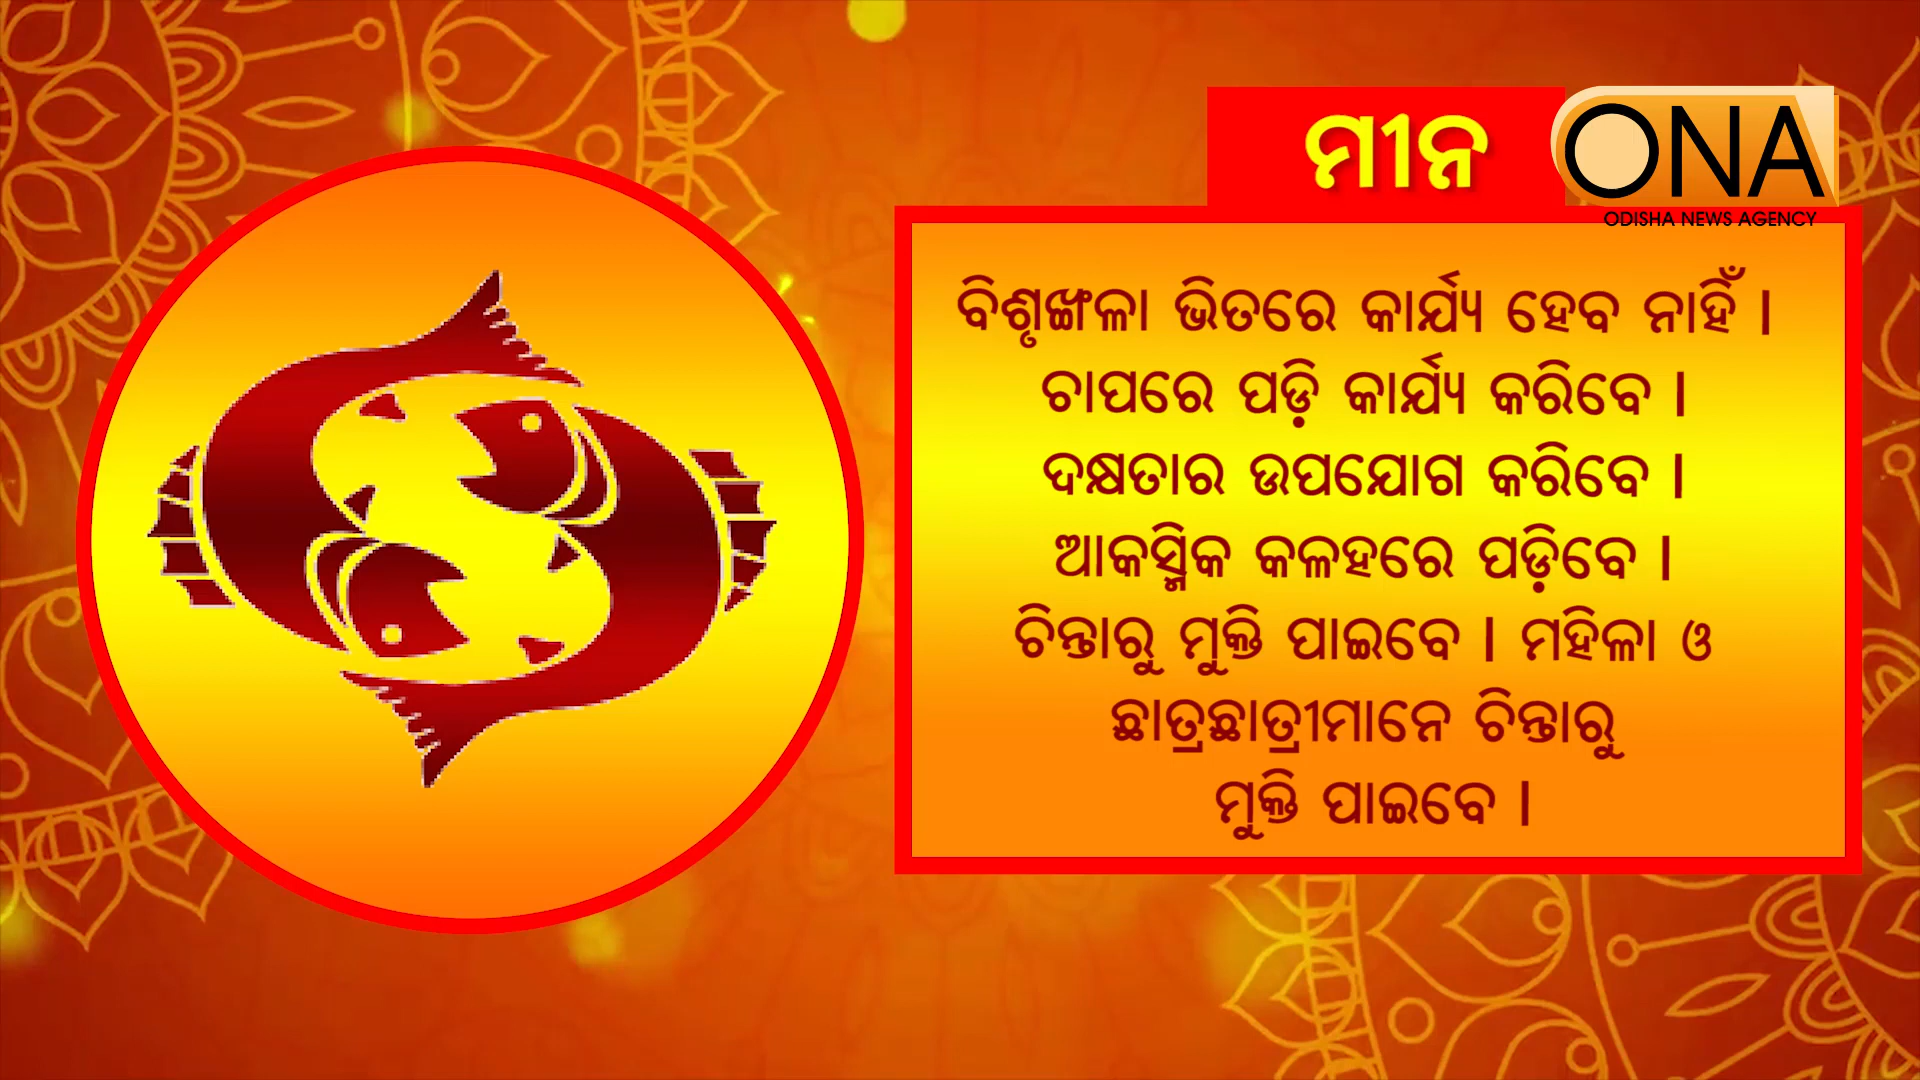 ମୀନ
ONA
ODISHA NEWS AGENCY
ବିଶୃଙ୍ଖଳା ଭିତରେ କାର୍ଯ୍ୟ ହେବ ନାହିଁ ।
ଚାପରେ ପଡ଼ି କାର୍ଯ୍ୟ କରିବେ ।
ଦକ୍ଷତାର ଉପଯୋଗ କରିବେ ।
ଆକସ୍ମିକ କଳହରେ ପଡ଼ିବେ ।
ଚିନ୍ତାରୁ ମୁକ୍ତି ପାଇବେ । ମହିଳା ଓ
ଛାତ୍ରଛାତ୍ରୀମାନେ ଚିନ୍ତାରୁ
ମୁକ୍ତି ପାଇବେ ।